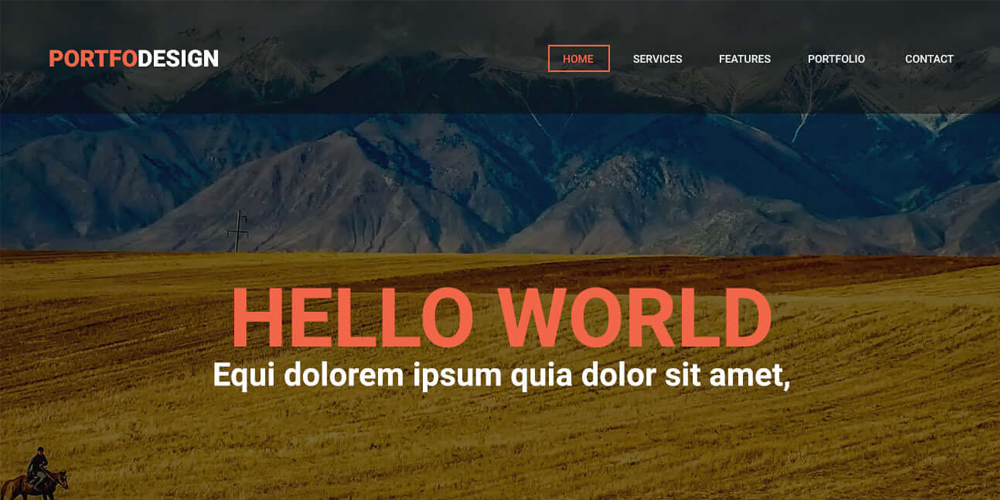 PORTFODESIGN
HOME SERVICES FEATURES PORTFOLIO CONTACT
HELLO WORLD
Equi dolorem ipsum quia dolor sit amet,